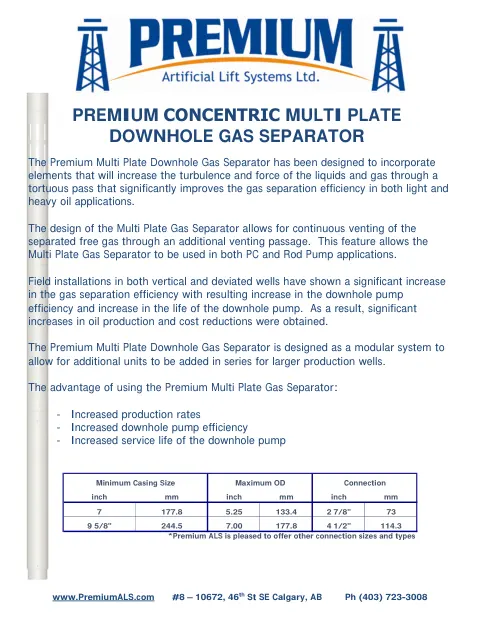 PREMIUM
Artificial Lift Systems Ltd.
PREMIUM CONCENTRIC MULTI PLATE
DOWNHOLE GAS SEPARATOR
The Premium Multi Plate Downhole Gas Separator has been designed to incorporate
elements that will increase the turbulence and force of the liquids and gas through a
tortuous pass that significantly improves the gas separation efficiency in both light and
heavy oil applications.
The design of the Multi Plate Gas Separator allows for continuous venting of the
separated free gas through an additional venting passage.  This feature allows the
Multi Plate Gas Separator to be used in both PC and Rod Pump applications.
Field installations in both vertical and deviated wells have shown a significant increase
in the gas separation efficiency with resulting increase in the downhole pump
efficiency and increase in the life of the downhole pump.  As a result, significant
increases in oil production and cost reductions were obtained.
The Premium Multi Plate Downhole Gas Separator is designed as a modular system to
allow for additional units to be added in series for larger production wells.
The advantage of using the Premium Multi Plate Gas Separator:
- Increased production rates
- Increased downhole pump efficiency
- Increased service life of the downhole pump
Minimum Casing Size Maximum OD Connection
inch mm inch mm inch mm
7 177.8 5.25 133.4 2 7/8" 73
9 5/8" 244.5 7.00 177.8 4 1/2" 114.3
*Premium ALS is pleased to offer other connection sizes and types
www.PremiumALS.com #8 – 10672, 46th St SE Calgary, AB Ph (403) 723-3008